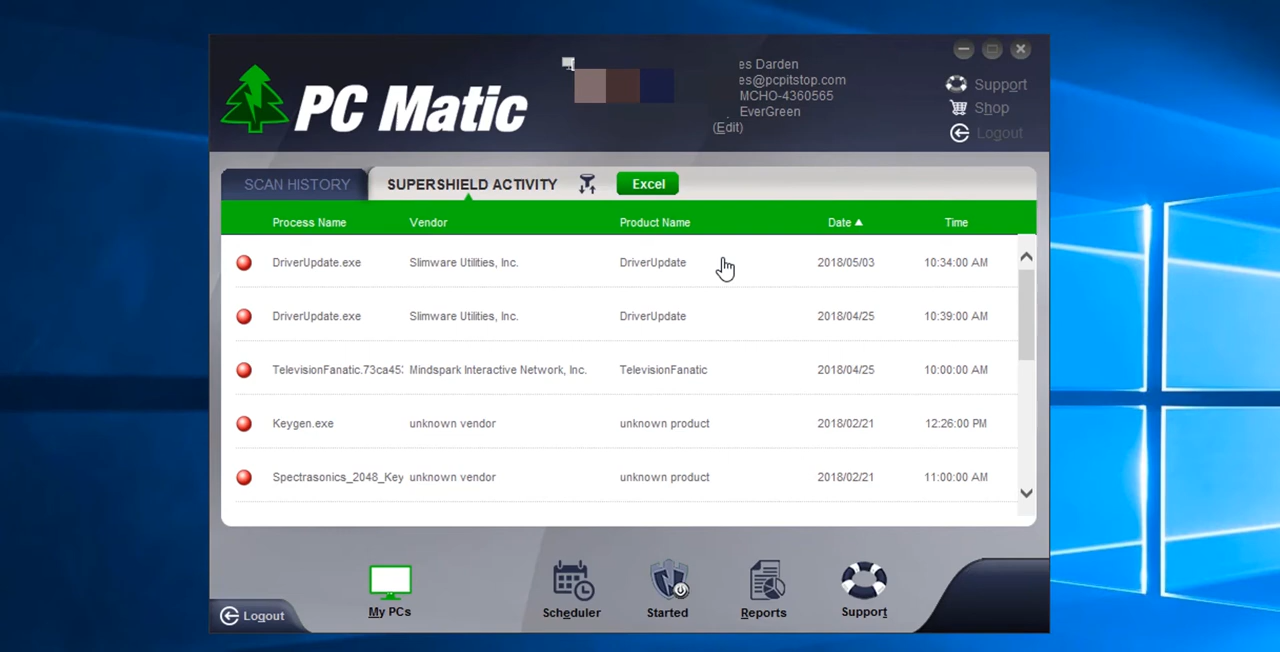 PC Matic
es Darden
es@pcpitstop.com
MCHO-4360565
EverGreen
(Edit)
Support
Shop
Logout
SCAN HISTORY
SUPERSHIELD ACTIVITY
Excel
Process Name Vendor Product Name Date Time
DriverUpdate.exe Slimware Utilities, Inc. DriverUpdate 2018/05/03 10:34:00 AM
DriverUpdate.exe Slimware Utilities, Inc. DriverUpdate 2018/04/25 10:39:00 AM
TelevisionFanatic.73ca45 Mindspark Interactive Network, Inc. TelevisionFanatic 2018/04/25 10:00:00 AM
Keygen.exe unknown vendor unknown product 2018/02/21 12:26:00 PM
Spectrasonics_2048_Key unknown vendor unknown product 2018/02/21 11:00:00 AM
Logout
My PCs
Scheduler
Started
Reports
Support